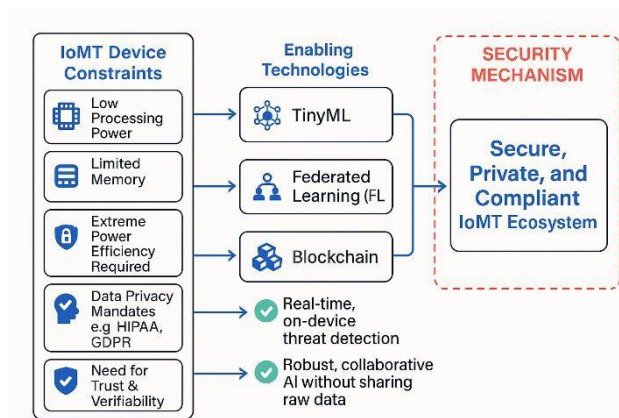 IoMT Device
Constraints
Low
Processing
Power
Limited
Memory
Extreme
Power
Efficiency
Required
Data Privacy
Mandates
e.g HIPAA,
GDPR
Need for
Trust &
Verifiability
Enabling
Technologies
TinyML
Federated
Learning (FL
Blockchain
Real-time,
on-device
threat detection
Robust, collaborative
AI without sharing
raw data
SECURITY
MECHANISM
Secure,
Private, and
Compliant
IoMT Ecosystem